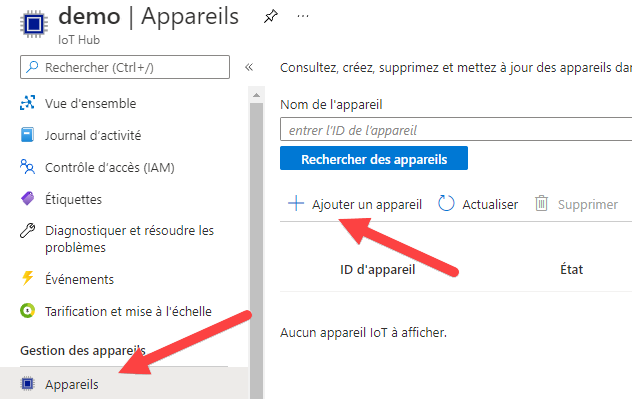 demo | Appareils
IoT Hub
Rechercher (Ctrl+/)
«
Vue d'ensemble
Journal d'activité
Contrôle d'accès (IAM)
Étiquettes
Diagnostiquer et résoudre les
problèmes
Événements
Tarification et mise à l'échelle
Gestion des appareils
Appareils
Consultez, créez, supprimez et mettez à jour des appareils
Nom de l'appareil
entrer l'ID de l'appareil
Rechercher des appareils
Ajouter un appareil
Actualiser
Supprimer
ID d'appareil
État
Aucun appareil IoT à afficher.